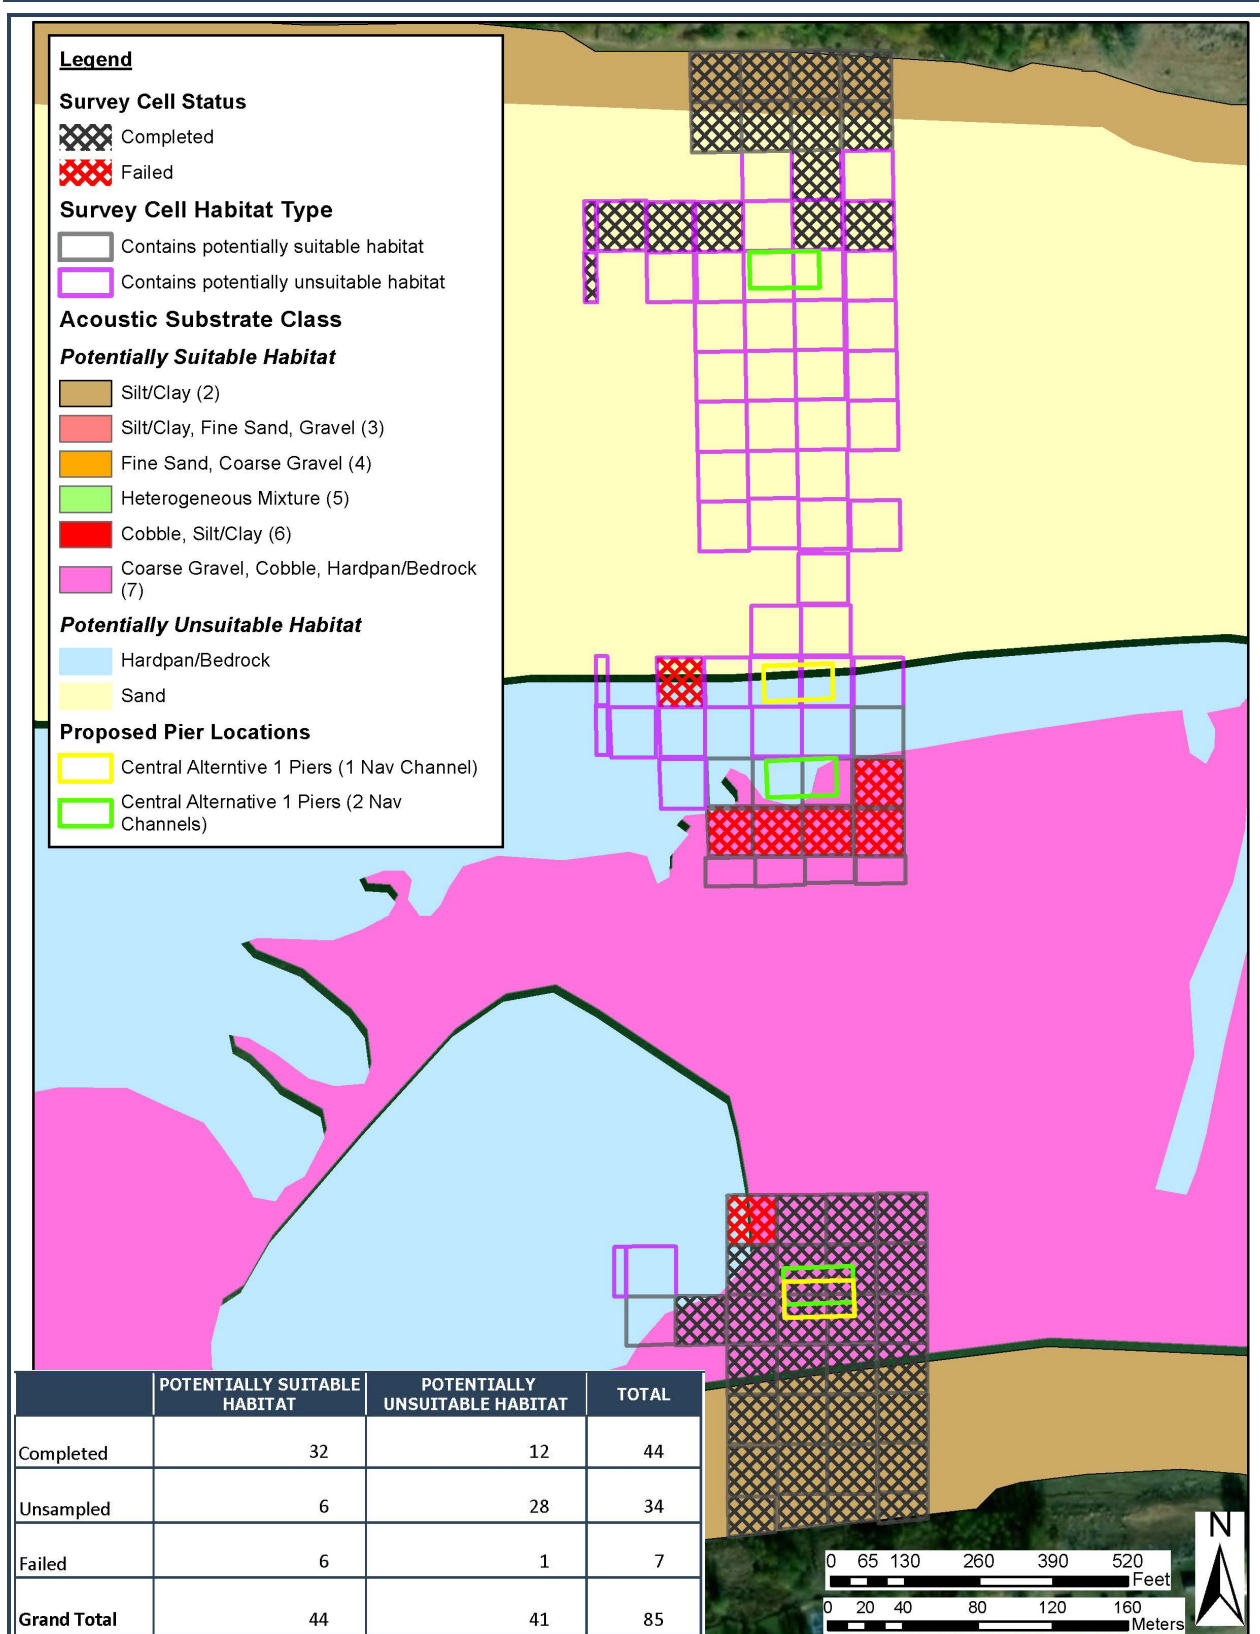 Legend
Survey Cell Status
Completed
Failed
Survey Cell Habitat Type
Contains potentially suitable habitat
Contains potentially unsuitable habitat
Acoustic Substrate Class
Potentially Suitable Habitat
Silt/Clay (2)
Silt/Clay, Fine Sand, Gravel (3)
Fine Sand, Coarse Gravel (4)
Heterogeneous Mixture (5)
Cobble, Silt/Clay (6)
Coarse Gravel, Cobble, Hardpan/Bedrock
(7)
Potentially Unsuitable Habitat
Hardpan/Bedrock
Sand
Proposed Pier Locations
Central Alterntive 1 Piers (1 Nav Channel)
Central Alternative 1 Piers (2 Nav
Channels)
POTENTIALLY SUITABLE
HABITAT
POTENTIALLY
UNSUITABLE HABITAT
TOTAL
Completed 32 12 44
Unsampled 6 28 34
Failed 6 1 7
Grand Total 44 41 85
0 65 130 260 390 520
Feet
0 20 40 80 120 160
Meters
N